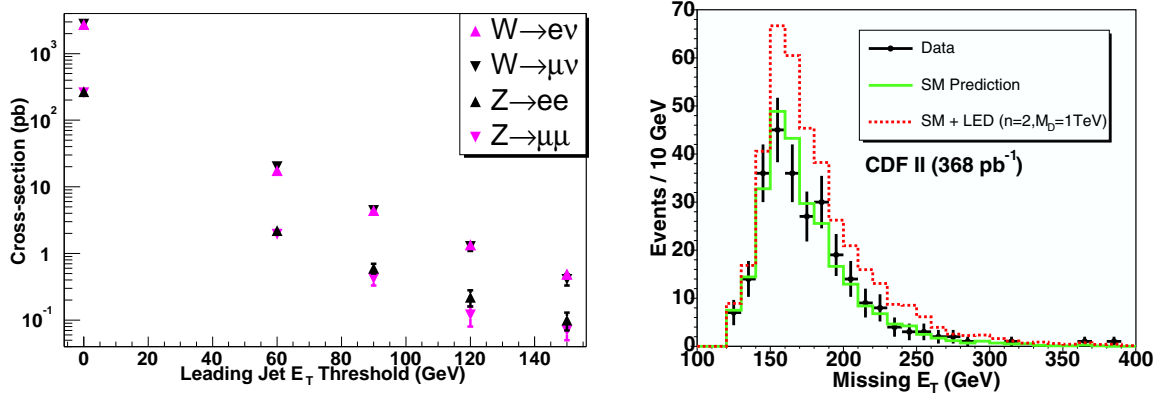 Cross-section (pb)
10³
10²
10
1
10⁻¹
W→eν
W→μν
Z→ee
Z→μμ
0 20 40 60 80 100 120 140
Leading Jet E_T Threshold (GeV)
Events / 10 GeV
70
60
50
40
30
20
10
0
Data
SM Prediction
SM + LED (n=2,M_D=1TeV)
CDF II (368 pb⁻¹)
100 150 200 250 300 350 400
Missing E_T (GeV)